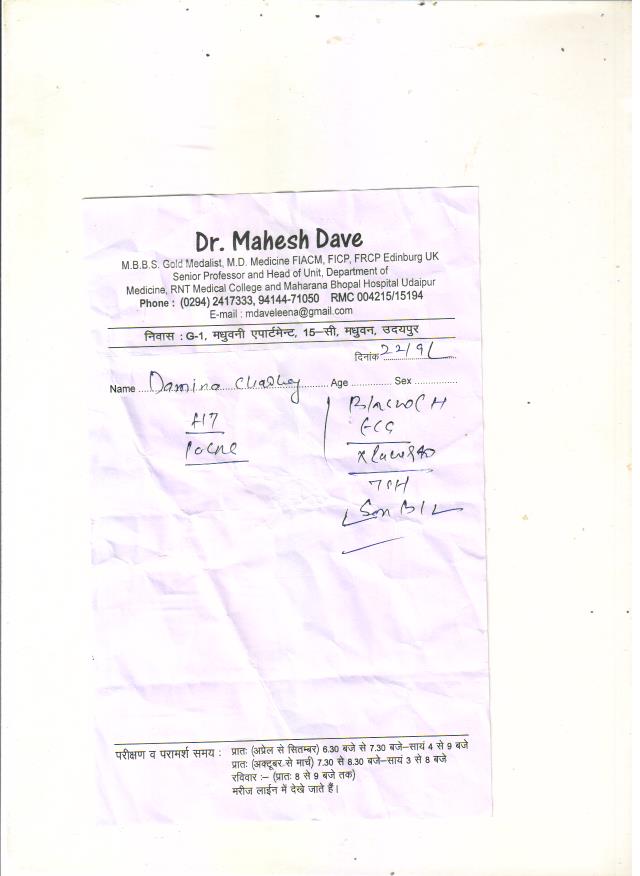 Dr. Mahesh Dave
M.B.B.S. Gold Medalist, M.D. Medicine FIACM, FICP, FRCP Edinburg UK
Senior Professor and Head of Unit, Department of
Medicine, RNT Medical College and Maharana Bhopal Hospital Udaipur
Phone : (0294) 2417333, 94144-71050 RMC 004215/15194
E-mail : mdaveleena@gmail.com
निवास : G-1, मधुवनी एपार्टमेन्ट, 15-सी, मधुवन, उदयपुर
दिनांक 22/9/
Name Damina Age Sex
ECG
TSH
परीक्षण व परामर्श समय : प्रातः (अप्रेल से सितम्बर) 6.30 बजे से 7.30 बजे-सायं 4 से 9 बजे
प्रातः (अक्टूबर से मार्च) 7.30 से 8.30 बजे-सायं 3 से 8 बजे
रविवार :- (प्रातः 8 से 9 बजे तक)
मरीज लाईन में देखे जाते हैं।